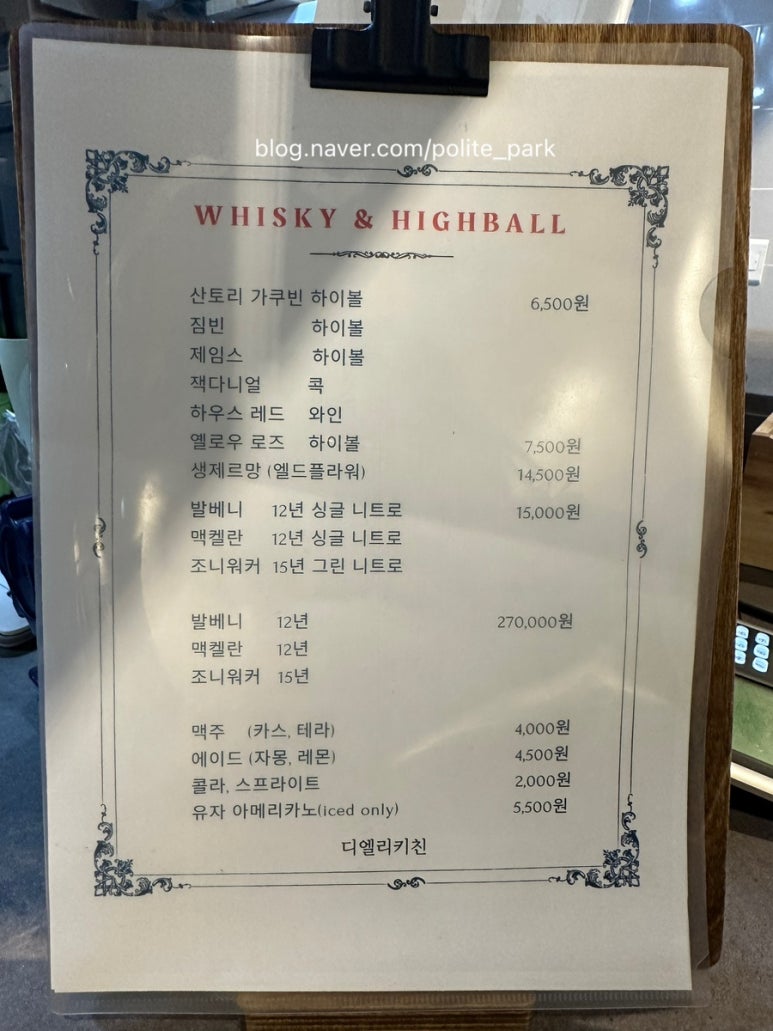 blog.naver.com/polite_park
WHISKY & HIGHBALL
산토리 가쿠빈 하이볼 6,500원
짐빈 하이볼
제임스 하이볼
잭다니얼 콕
하우스 레드 와인
옐로우 로즈 하이볼 7,500원
생제르망 (엘드플라워) 14,500원
발베니 12년 싱글 니트로 15,000원
맥켈란 12년 싱글 니트로
조니워커 15년 그린 니트로
발베니 12년 270,000원
맥켈란 12년
조니워커 15년
맥주 (카스, 테라) 4,000원
에이드 (자몽, 레몬) 4,500원
콜라, 스프라이트 2,000원
유자 아메리카노(iced only) 5,500원
디엘리키친